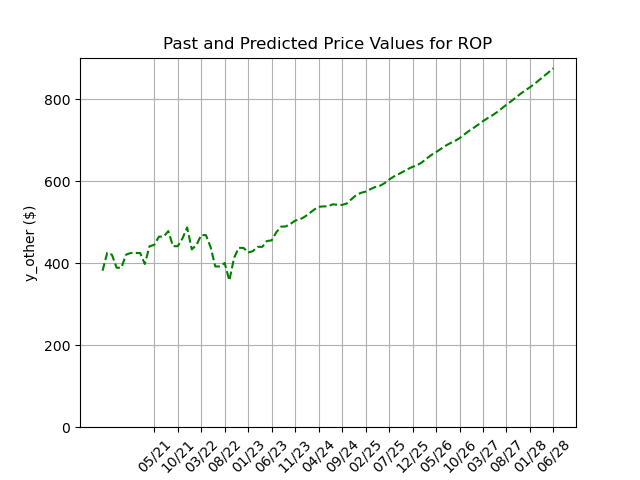 Past and Predicted Price Values for ROP
y_other ($)
800
600
400
200
0
05/21 10/21 03/22 08/22 01/23 06/23 11/23 04/24 09/24 02/25 07/25 12/25 05/26 10/26 03/27 08/27 01/28 06/28